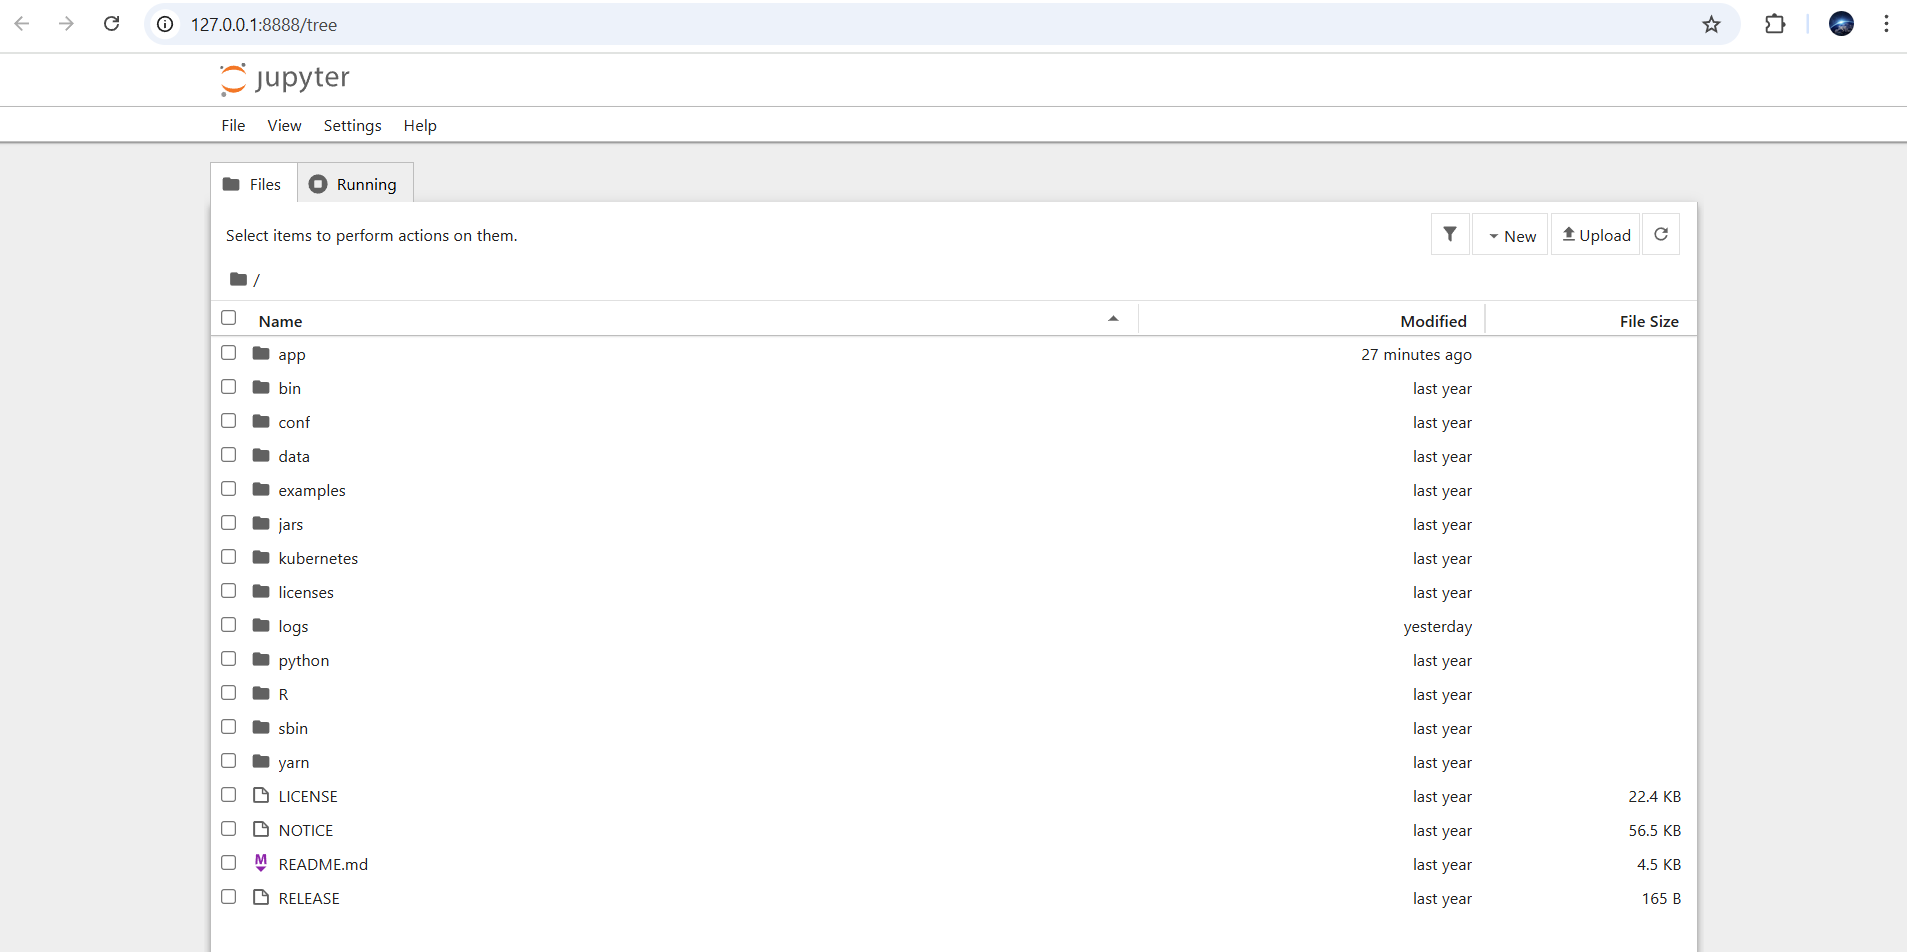 127.0.0.1:8888/tree
jupyter
File View Settings Help
Files Running
Select items to perform actions on them. New Upload
/
Name Modified File Size
app 27 minutes ago
bin last year
conf last year
data last year
examples last year
jars last year
kubernetes last year
licenses last year
logs yesterday
python last year
R last year
sbin last year
yarn last year
LICENSE last year 22.4 KB
NOTICE last year 56.5 KB
M README.md last year 4.5 KB
RELEASE last year 165 B